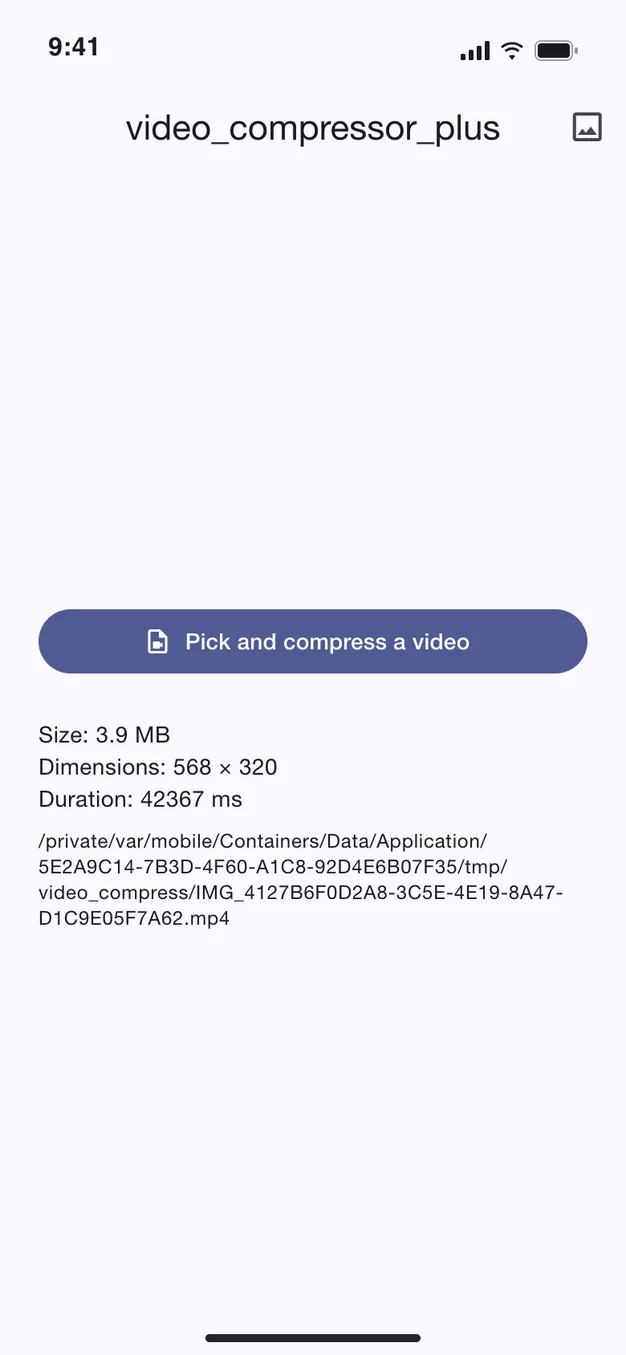 9:41
video_compressor_plus
Pick and compress a video
Size: 3.9 MB
Dimensions: 568 × 320
Duration: 42367 ms
/private/var/mobile/Containers/Data/Application/
5E2A9C14-7B3D-4F60-A1C8-92D4E6B07F35/tmp/
video_compress/IMG_4127B6F0D2A8-3C5E-4E19-8A47-
D1C9E05F7A62.mp4